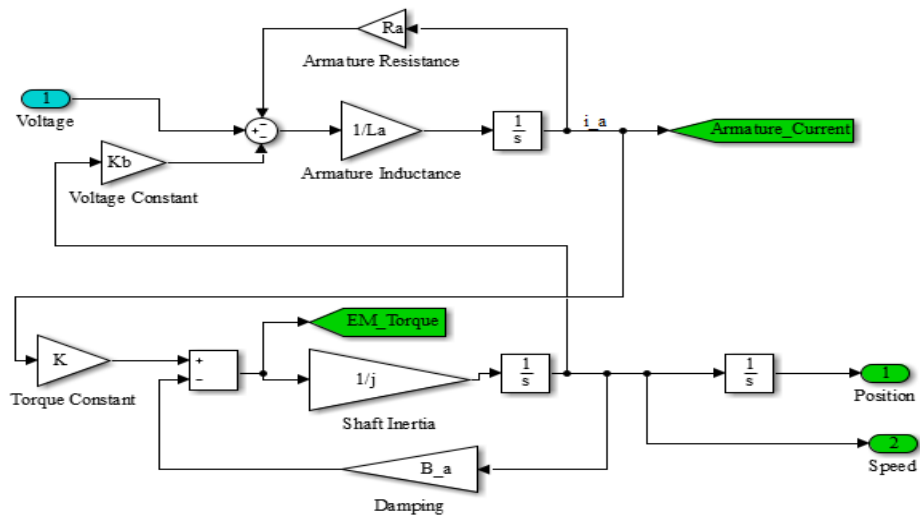 Ra
Armature Resistance
1
Voltage
+
-
-
1/La
Armature Inductance
1
s
i_a
Armature_Current
Kb
Voltage Constant
EM_Torque
K
Torque Constant
+
-
1/j
Shaft Inertia
1
s
1
s
1
Position
2
Speed
B_a
Damping